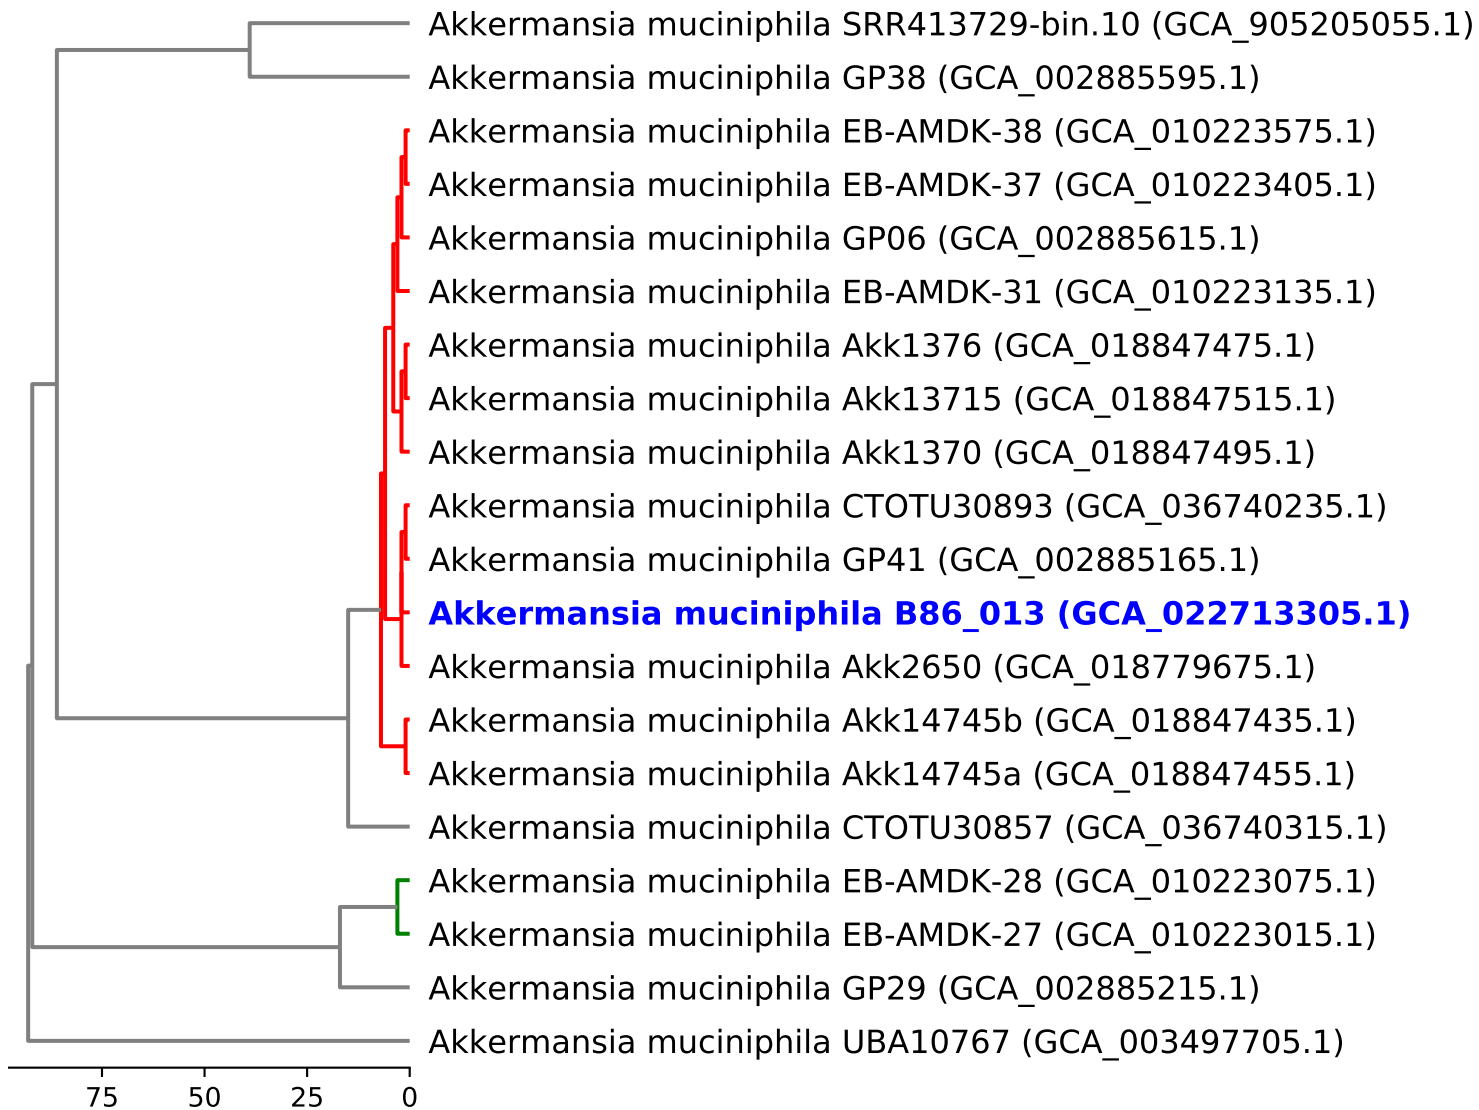 Akkermansia muciniphila SRR413729-bin.10 (GCA_905205055.1)
Akkermansia muciniphila GP38 (GCA_002885595.1)
Akkermansia muciniphila EB-AMDK-38 (GCA_010223575.1)
Akkermansia muciniphila EB-AMDK-37 (GCA_010223405.1)
Akkermansia muciniphila GP06 (GCA_002885615.1)
Akkermansia muciniphila EB-AMDK-31 (GCA_010223135.1)
Akkermansia muciniphila Akk1376 (GCA_018847475.1)
Akkermansia muciniphila Akk13715 (GCA_018847515.1)
Akkermansia muciniphila Akk1370 (GCA_018847495.1)
Akkermansia muciniphila CTOTU30893 (GCA_036740235.1)
Akkermansia muciniphila GP41 (GCA_002885165.1)
Akkermansia muciniphila B86_013 (GCA_022713305.1)
Akkermansia muciniphila Akk2650 (GCA_018779675.1)
Akkermansia muciniphila Akk14745b (GCA_018847435.1)
Akkermansia muciniphila Akk14745a (GCA_018847455.1)
Akkermansia muciniphila CTOTU30857 (GCA_036740315.1)
Akkermansia muciniphila EB-AMDK-28 (GCA_010223075.1)
Akkermansia muciniphila EB-AMDK-27 (GCA_010223015.1)
Akkermansia muciniphila GP29 (GCA_002885215.1)
Akkermansia muciniphila UBA10767 (GCA_003497705.1)
75 50 25 0